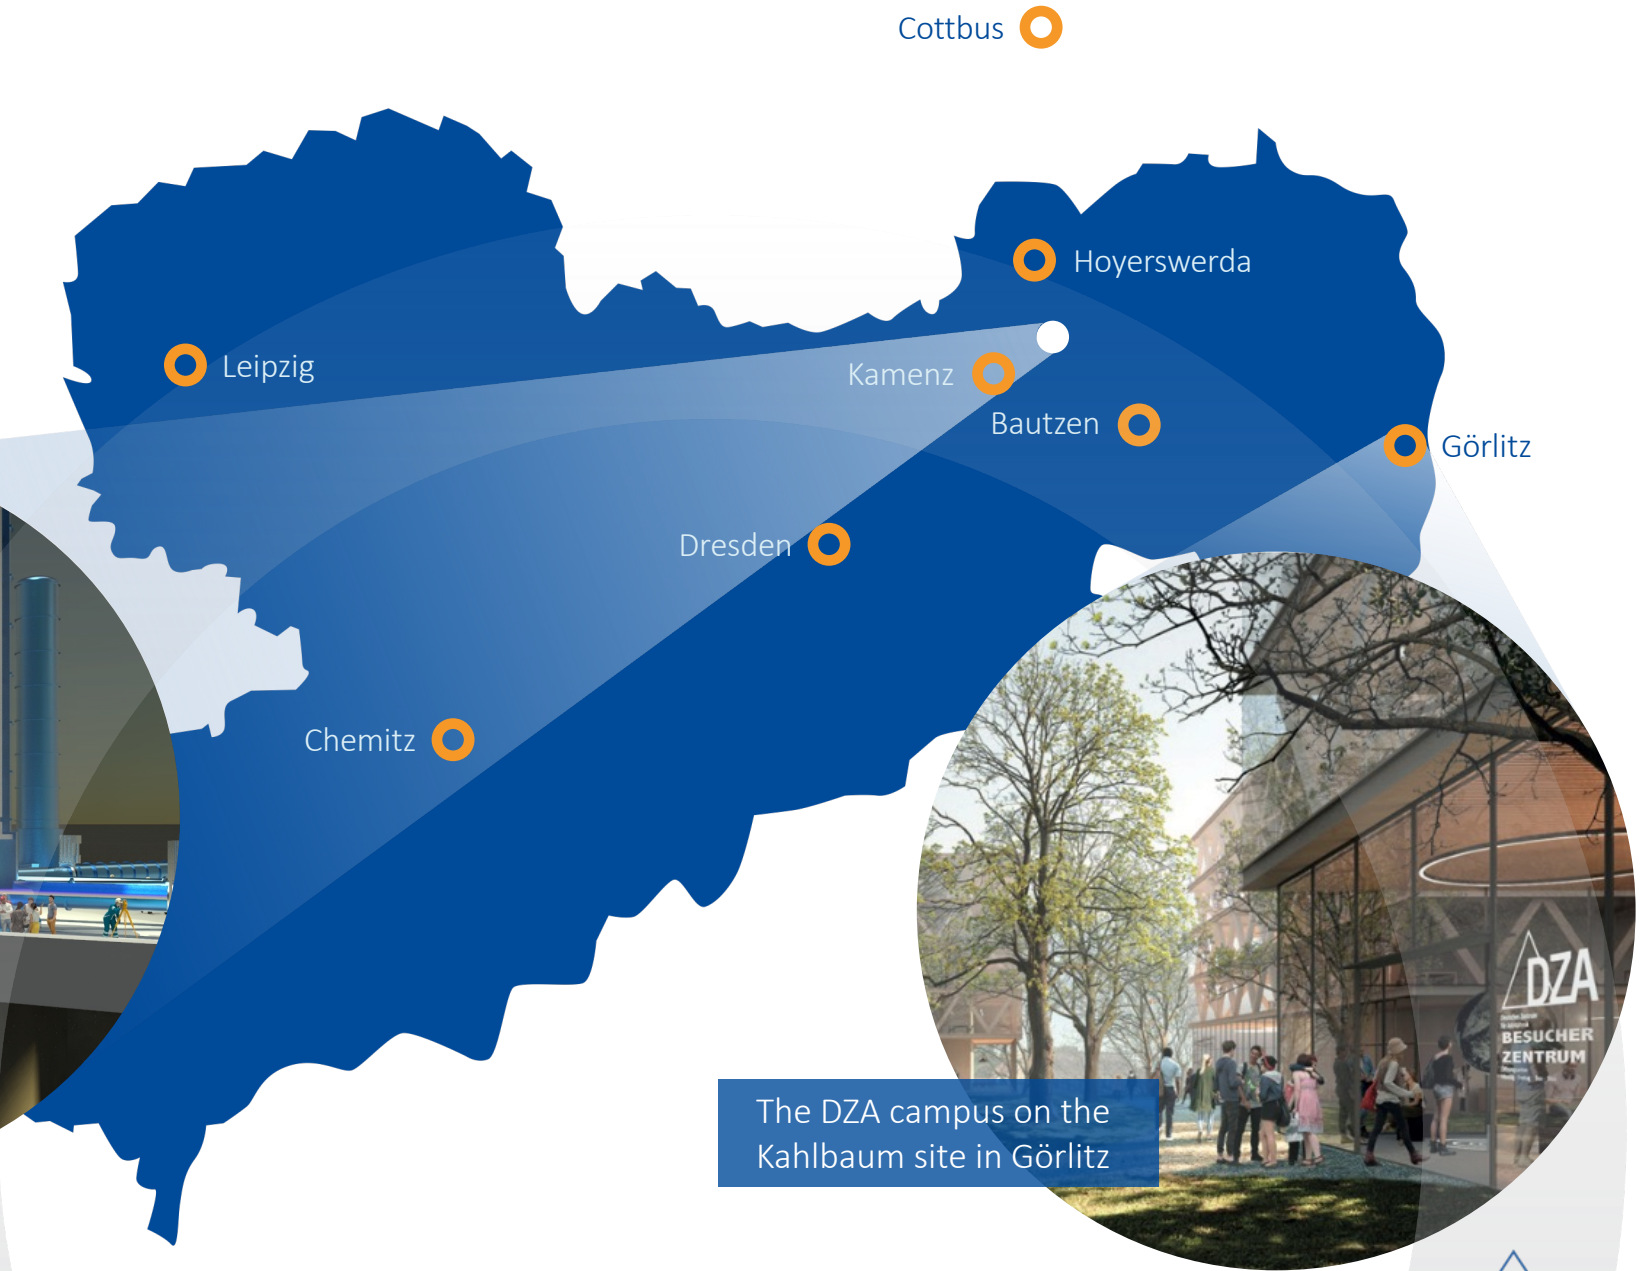 Cottbus
Hoyerswerda
Leipzig
Kamenz
Bautzen
Görlitz
Dresden
Chemitz
DZA
BESUCHER
ZENTRUM
The DZA campus on the
Kahlbaum site in Görlitz